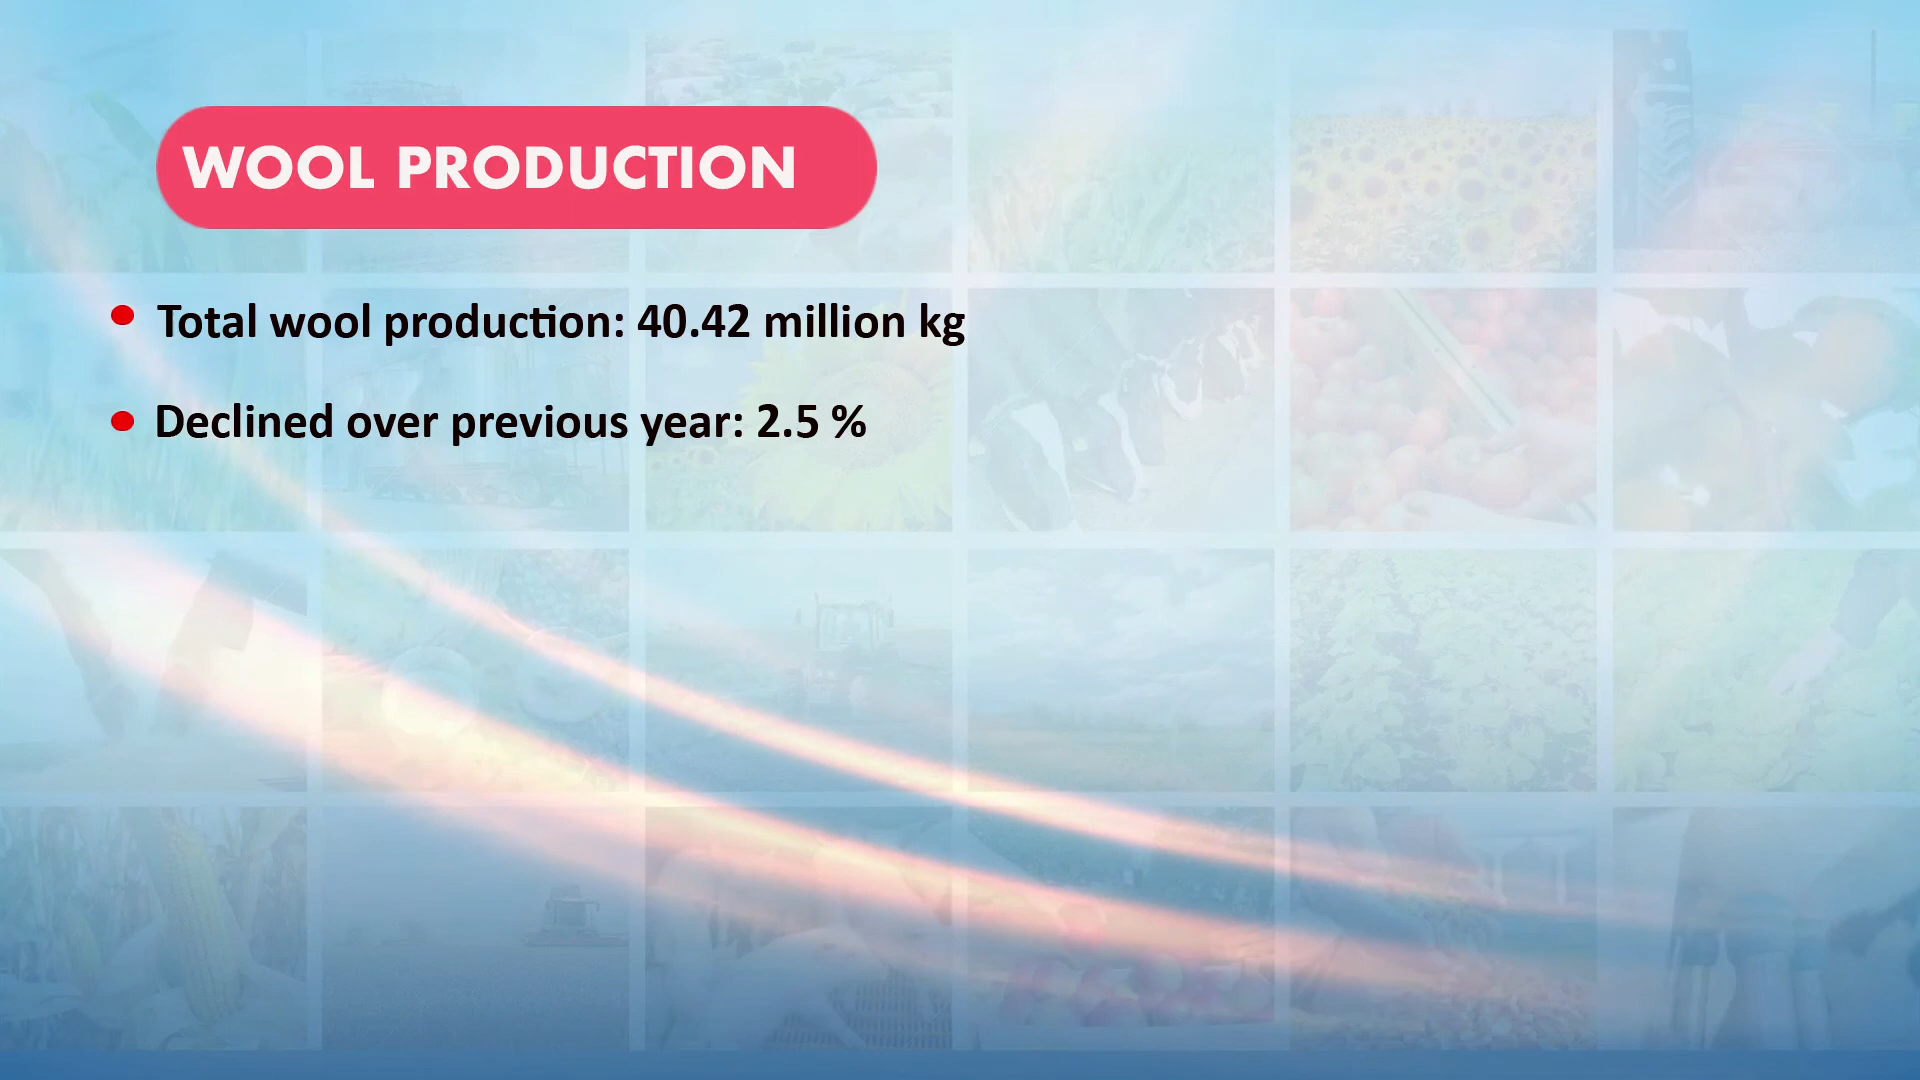 WOOL PRODUCTION
Total wool production: 40.42 million kg
Declined over previous year: 2.5 %